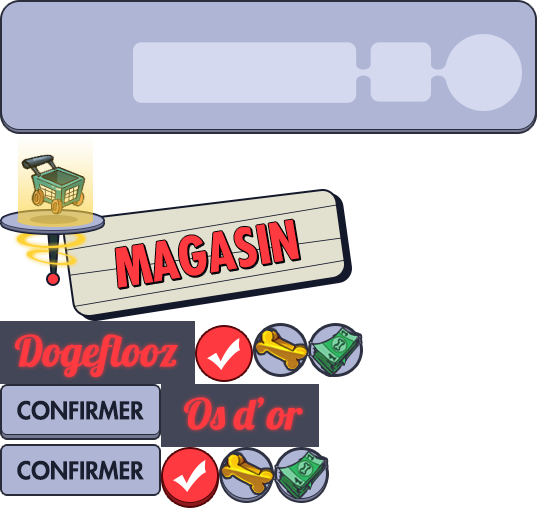 MAGASIN
Dogeflooz
CONFIRMER
Os d'or
CONFIRMER